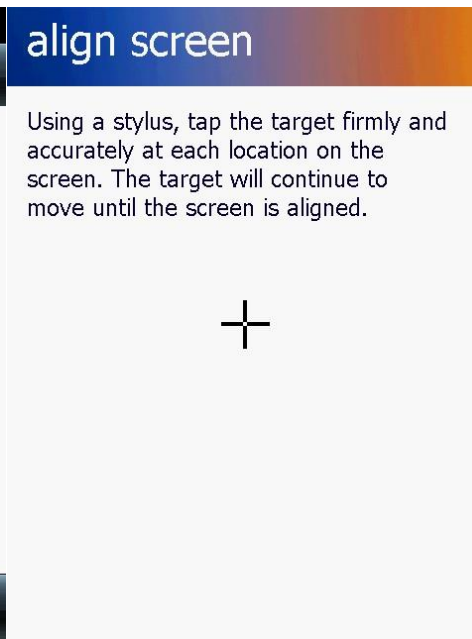 align screen
Using a stylus, tap the target firmly and
accurately at each location on the
screen. The target will continue to
move until the screen is aligned.